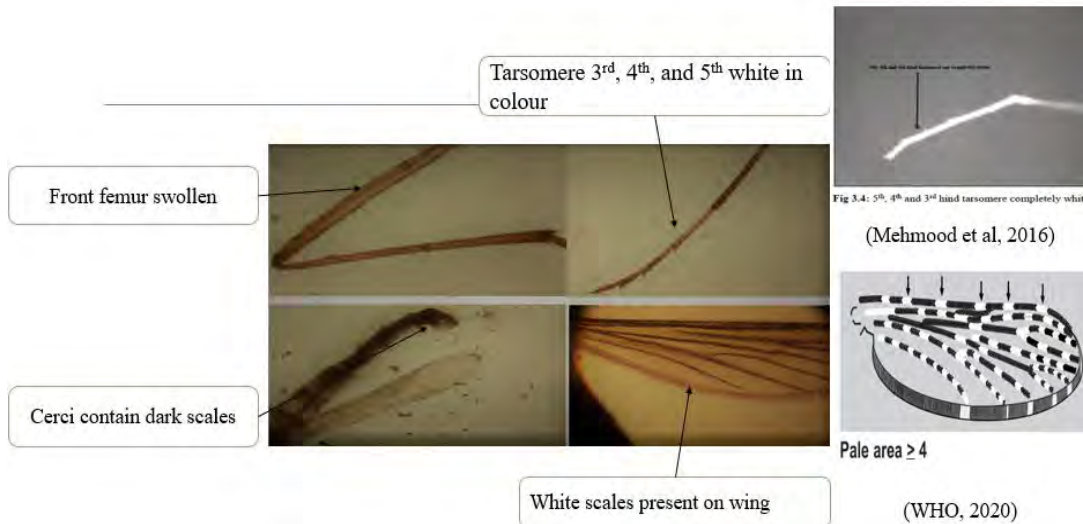 Tarsomere 3rd, 4th, and 5th white in
colour
Front femur swollen
Fig 3.4: 5th, 4th and 3rd hind tarsomere completely whit
(Mehmood et al, 2016)
Cerci contain dark scales
Pale area ≥ 4
White scales present on wing
(WHO, 2020)